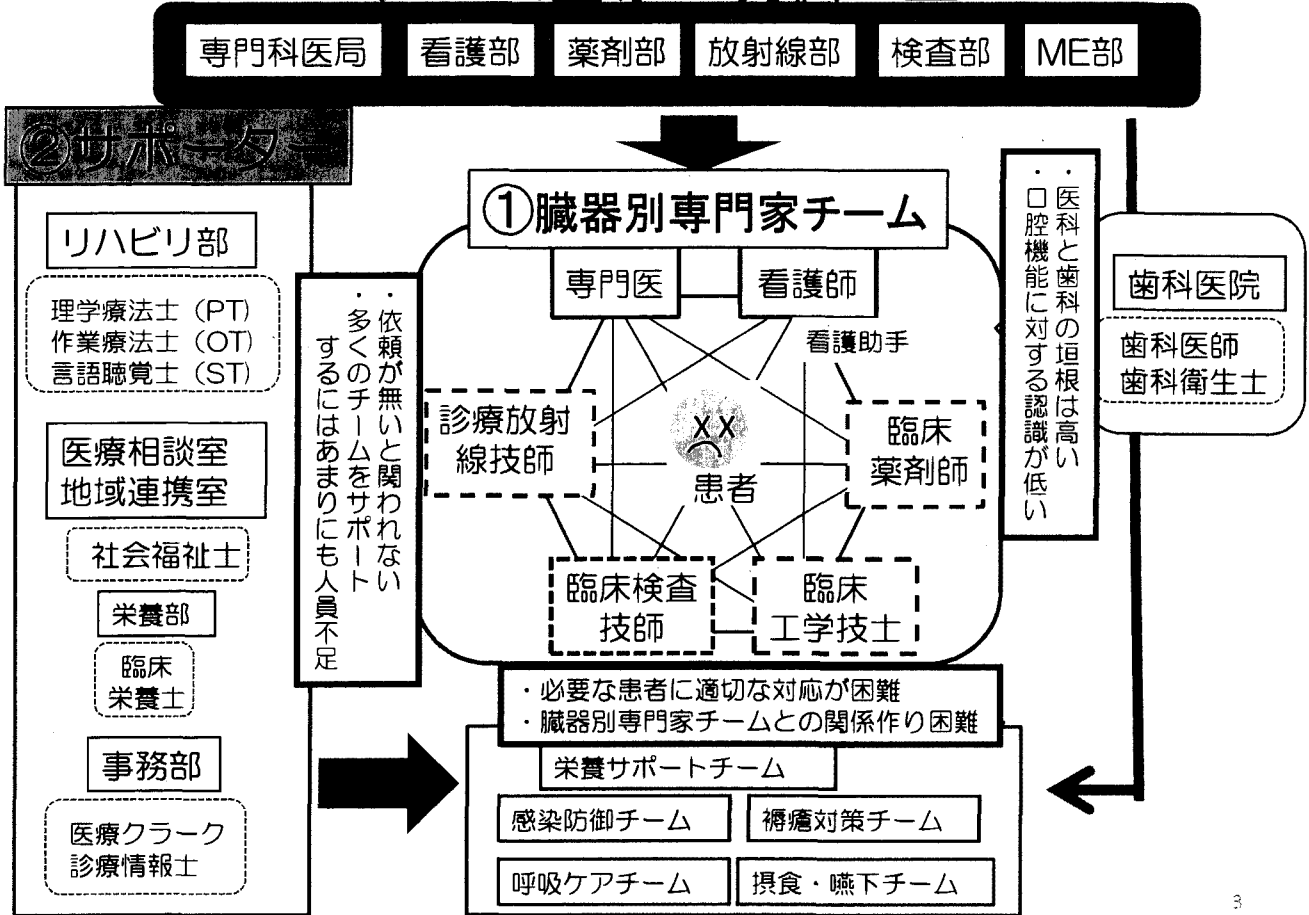 専門科医局 看護部 薬剤部 放射線部 検査部 ME部
②サポーター
リハビリ部
理学療法士（PT）
作業療法士（OT）
言語聴覚士（ST）
医療相談室
地域連携室
社会福祉士
栄養部
臨床
栄養士
事務部
医療クラーク
診療情報士
・依頼が無いと関われない
・多くのチームをサポート
するにはあまりにも人員不足
①臓器別専門家チーム
専門医
看護師
看護助手
診療放射
線技師
XX
患者
臨床
薬剤師
臨床検査
技師
臨床
工学技士
・医科と歯科の垣根は高い
・口腔機能に対する認識が低い
歯科医院
歯科医師
歯科衛生士
・必要な患者に適切な対応が困難
・臓器別専門家チームとの関係作り困難
栄養サポートチーム
感染防御チーム
褥瘡対策チーム
呼吸ケアチーム
摂食・嚥下チーム
3